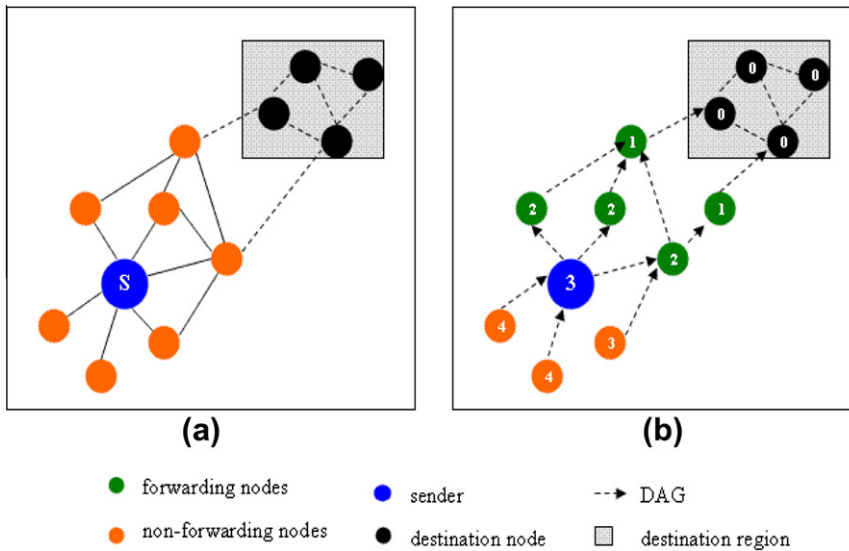 0
0
0
0
1
2
2
1
2
S
3
4
3
4
(a)
(b)
forwarding nodes
sender
DAG
non-forwarding nodes
destination node
destination region